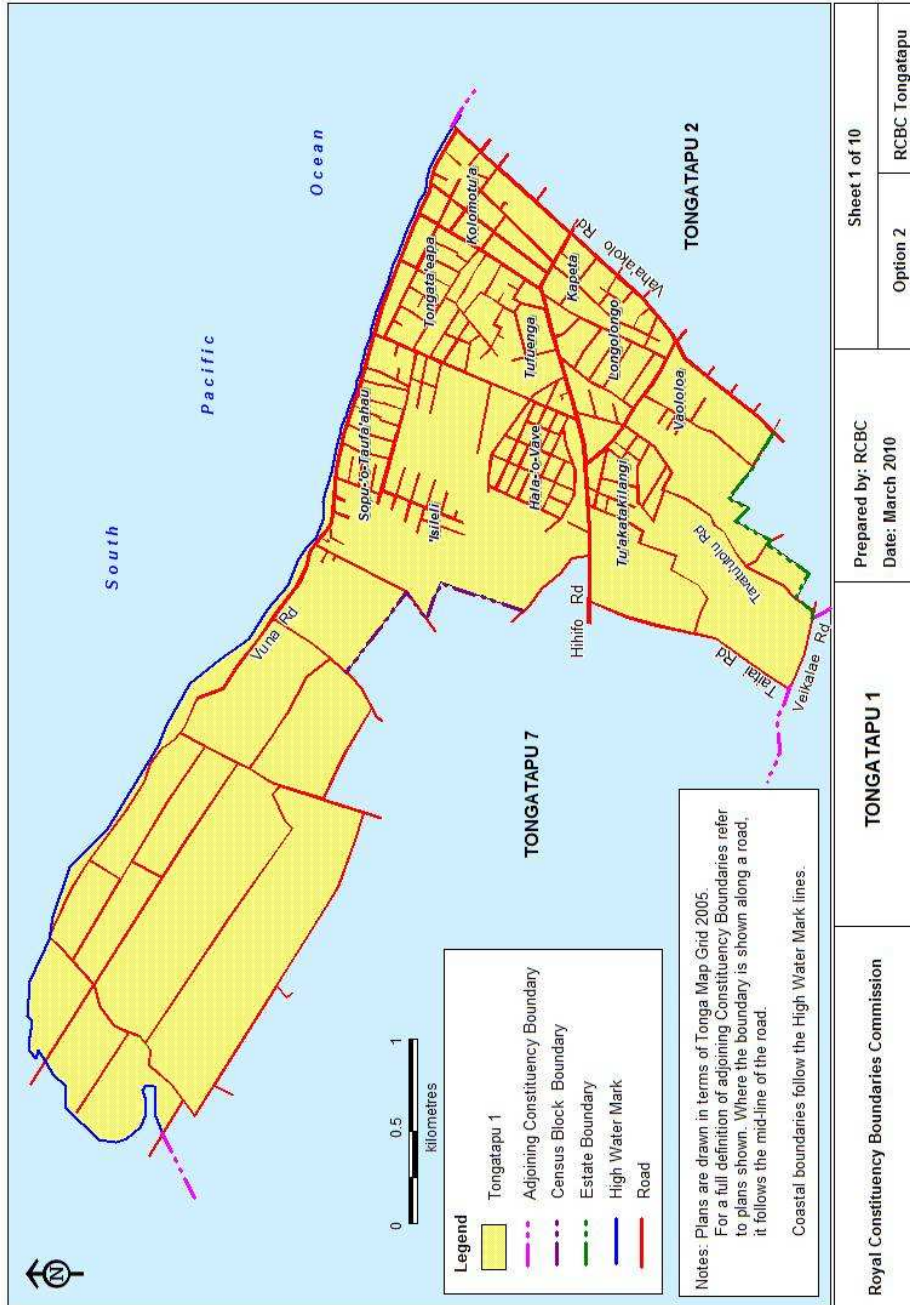 South
Pacific
Ocean
Vuna Rd
Sopu-'o-Taufa'ahau
Tongata'eapa
Kolomotu'a
'Isileli
Tufuenga
Kapeta
Hala-'o-Vave
Longolongo
Vaha'akolo Rd
TONGATAPU 2
Tu'akatakilangi
Vaololoa
Hihifo Rd
Tavatu'utolu Rd
Taitai Rd
Veikalae Rd
TONGATAPU 7
N
0 0.5 1
kilometres
Legend
Tongatapu 1
Adjoining Constituency Boundary
Census Block Boundary
Estate Boundary
High Water Mark
Road
Notes: Plans are drawn in terms of Tonga Map Grid 2005.
For a full definition of adjoining Constituency Boundaries refer
to plans shown. Where the boundary is shown along a road,
it follows the mid-line of the road.
Coastal boundaries follow the High Water Mark lines.
Royal Constituency Boundaries Commission
TONGATAPU 1
Prepared by: RCBC
Date: March 2010
Sheet 1 of 10
Option 2
RCBC Tongatapu